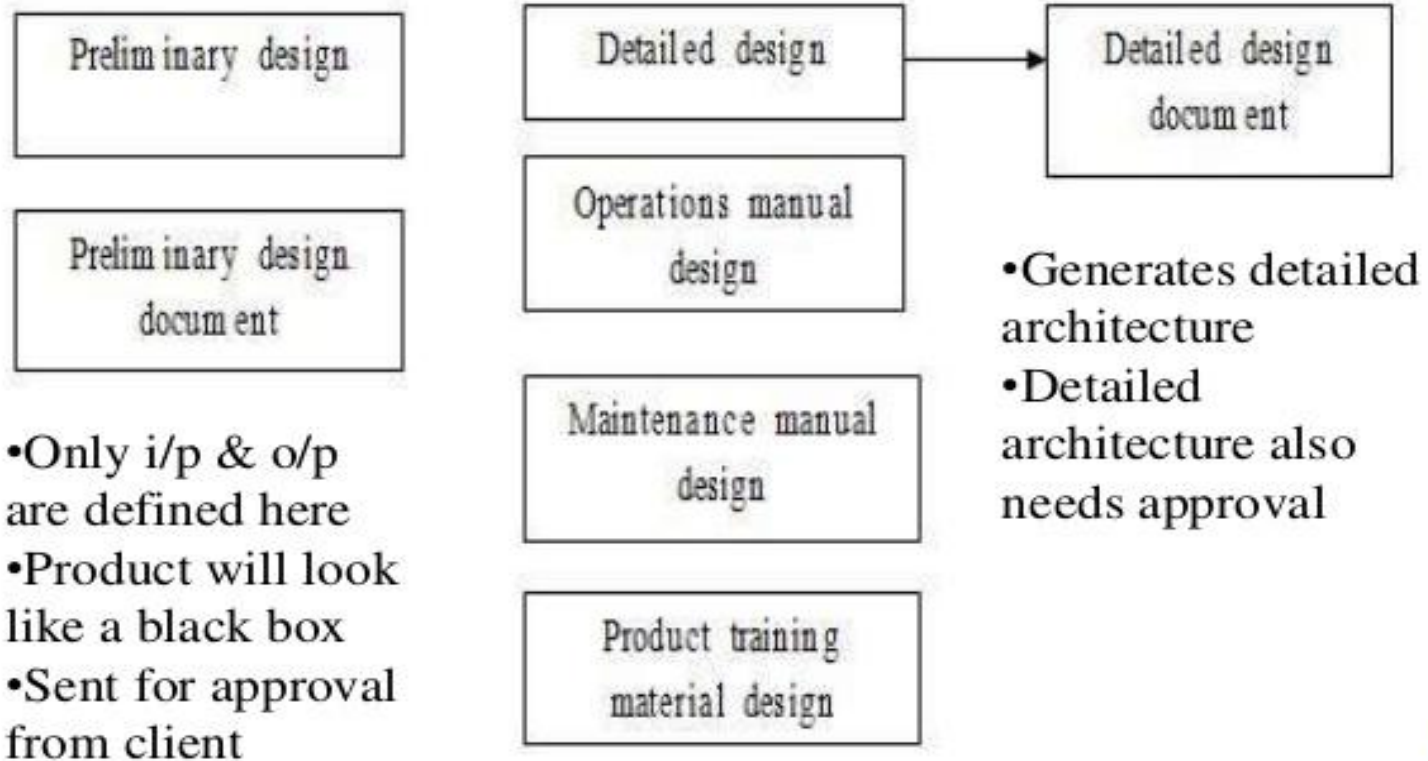 Preliminary design
Preliminary design
document
•Only i/p & o/p
are defined here
•Product will look
like a black box
•Sent for approval
from client
Detailed design
Operations manual
design
Maintenance manual
design
Product training
material design
Detailed design
document
•Generates detailed
architecture
•Detailed
architecture also
needs approval